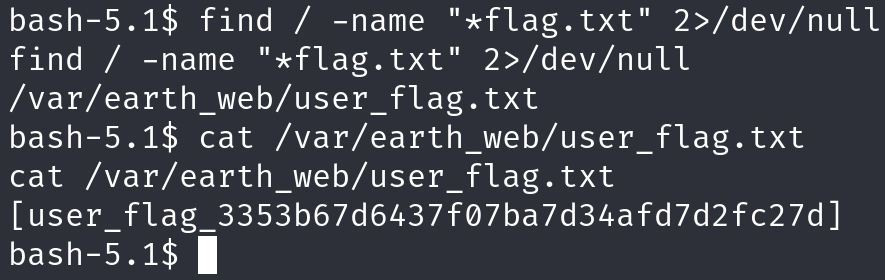 bash-5.1$ find / -name "*flag.txt" 2>/dev/null
find / -name "*flag.txt" 2>/dev/null
/var/earth_web/user_flag.txt
bash-5.1$ cat /var/earth_web/user_flag.txt
cat /var/earth_web/user_flag.txt
[user_flag_3353b67d6437f07ba7d34afd7d2fc27d]
bash-5.1$